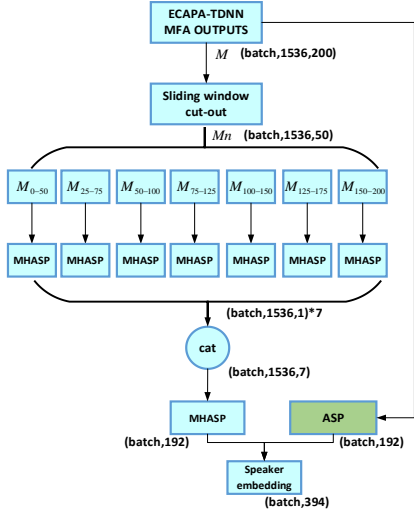 ECAPA-TDNN
MFA OUTPUTS
M (batch,1536,200)
Sliding window
cut-out
Mn (batch,1536,50)
M0~50 M25~75 M50~100 M75~125 M100~150 M125~175 M150~200
MHASP MHASP MHASP MHASP MHASP MHASP MHASP
(batch,1536,1)*7
cat
(batch,1536,7)
MHASP ASP
(batch,192) (batch,192)
Speaker
embedding
(batch,394)